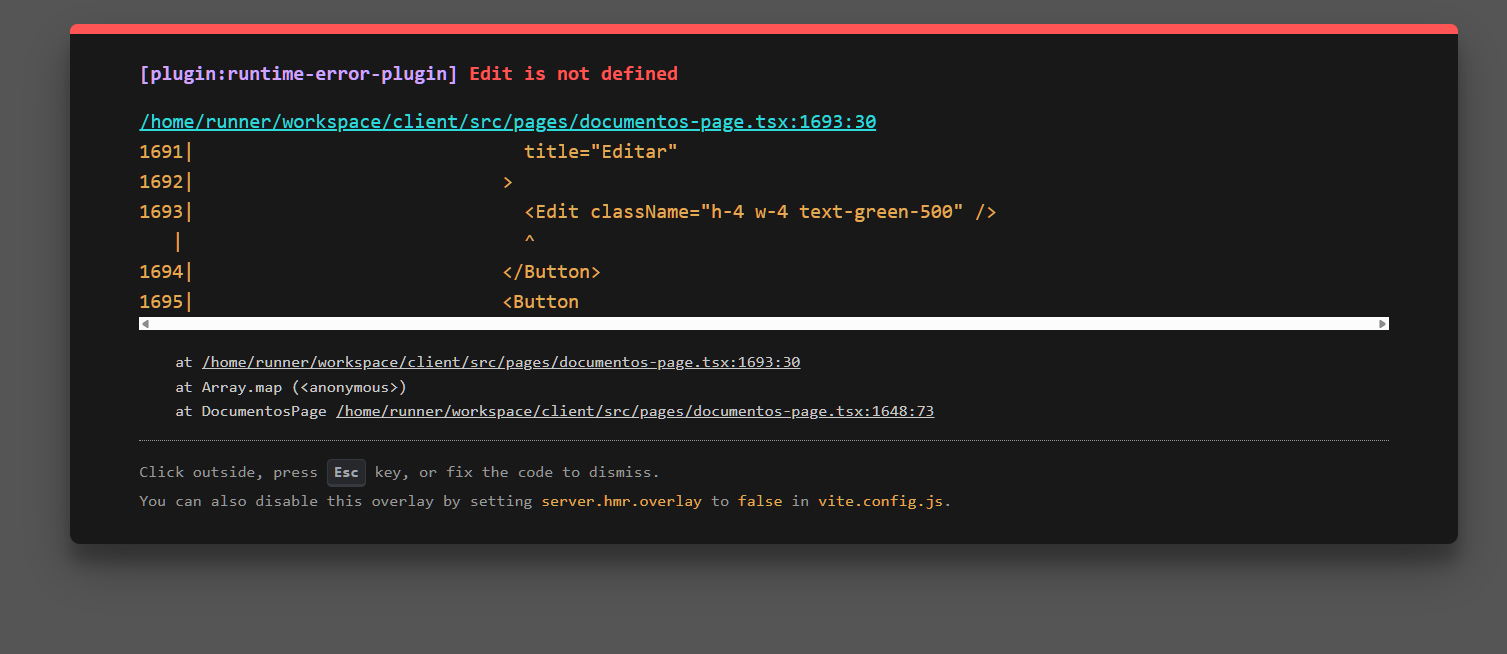 [plugin:runtime-error-plugin] Edit is not defined
/home/runner/workspace/client/src/pages/documentos-page.tsx:1693:30
1691|                              title="Editar"
1692|                            >
1693|                              <Edit className="h-4 w-4 text-green-500" />
   |                              ^
1694|                            </Button>
1695|                            <Button
at /home/runner/workspace/client/src/pages/documentos-page.tsx:1693:30
at Array.map (<anonymous>)
at DocumentosPage /home/runner/workspace/client/src/pages/documentos-page.tsx:1648:73
Click outside, press Esc key, or fix the code to dismiss.
You can also disable this overlay by setting server.hmr.overlay to false in vite.config.js.